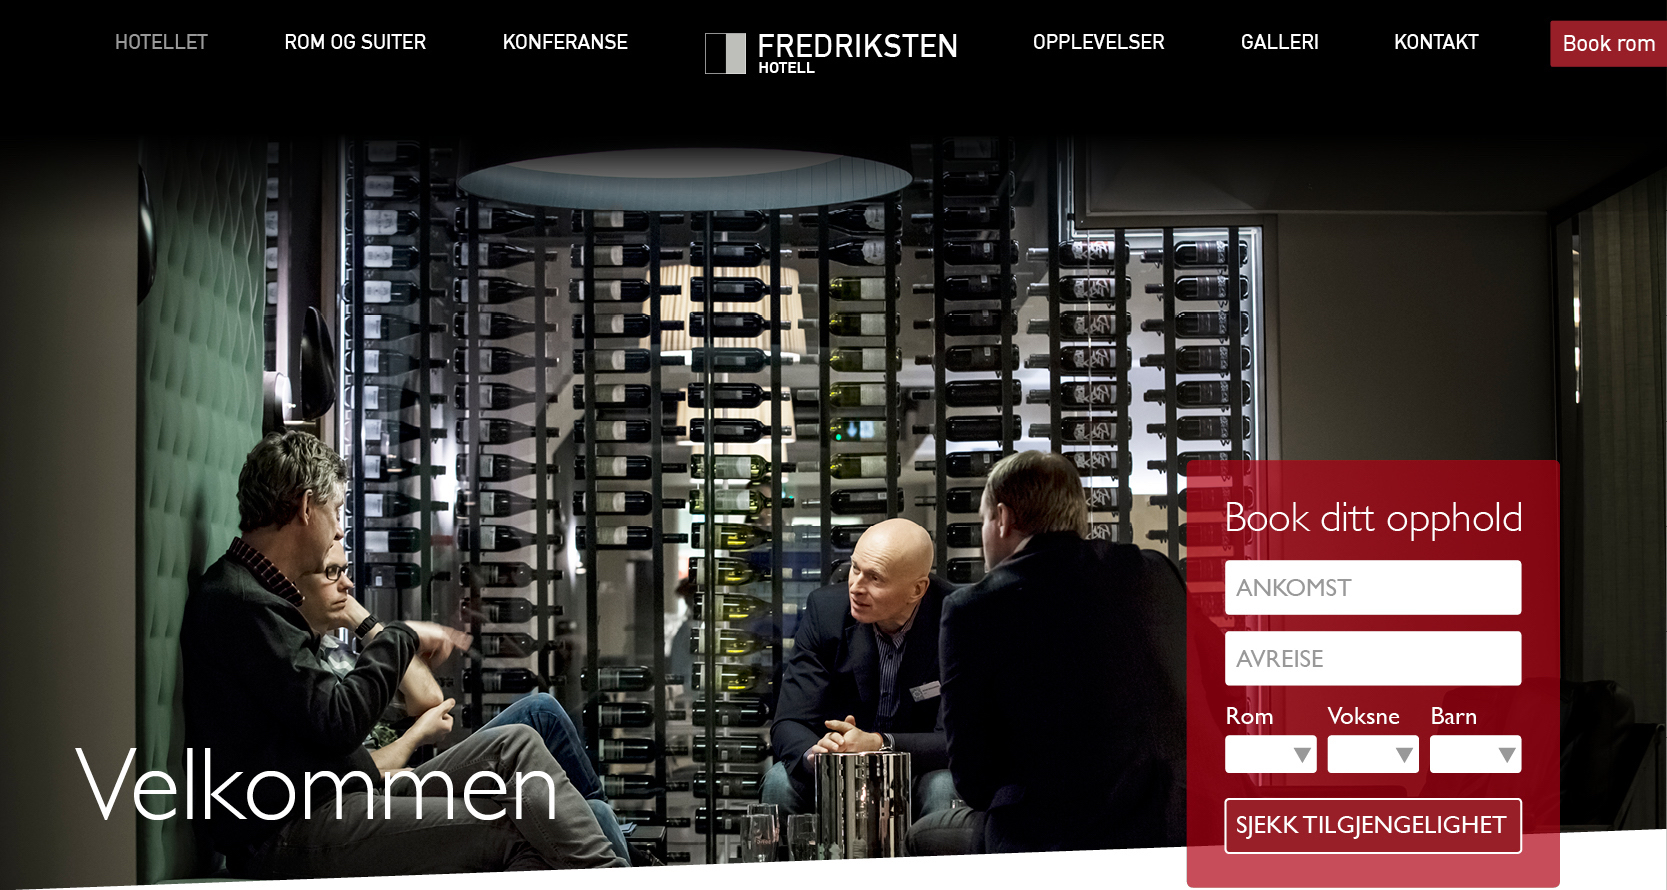 HOTELLET
ROM OG SUITER
KONFERANSE
FREDRIKSTEN
HOTELL
OPPLEVELSER
GALLERI
KONTAKT
Book rom
Velkommen
Book ditt opphold
ANKOMST
AVREISE
Rom Voksne Barn
SJEKK TILGJENGELIGHET